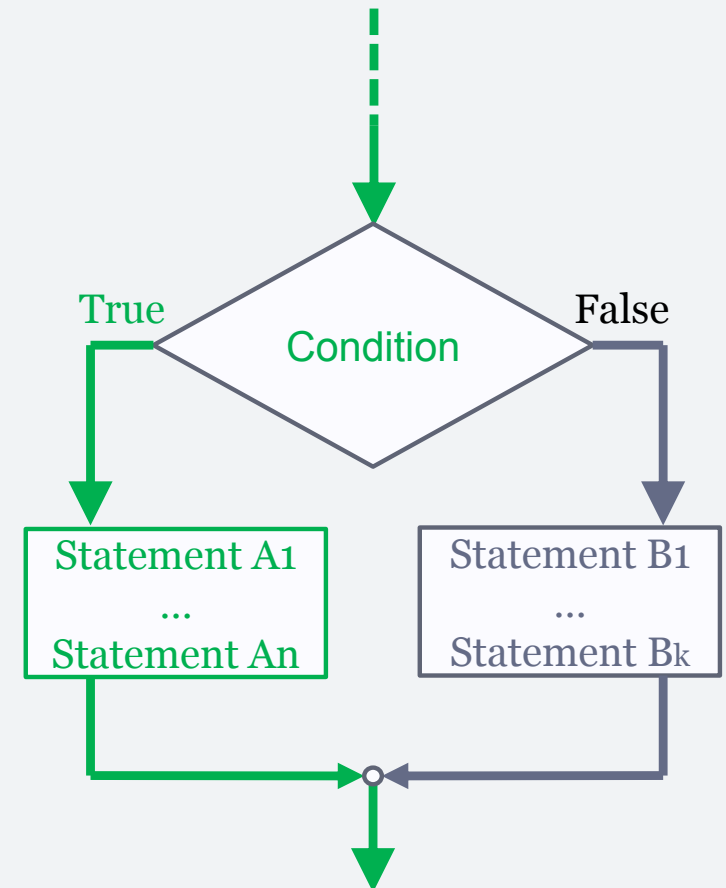 True
False
Condition
Statement A1
...
Statement An
Statement B1
...
Statement Bk